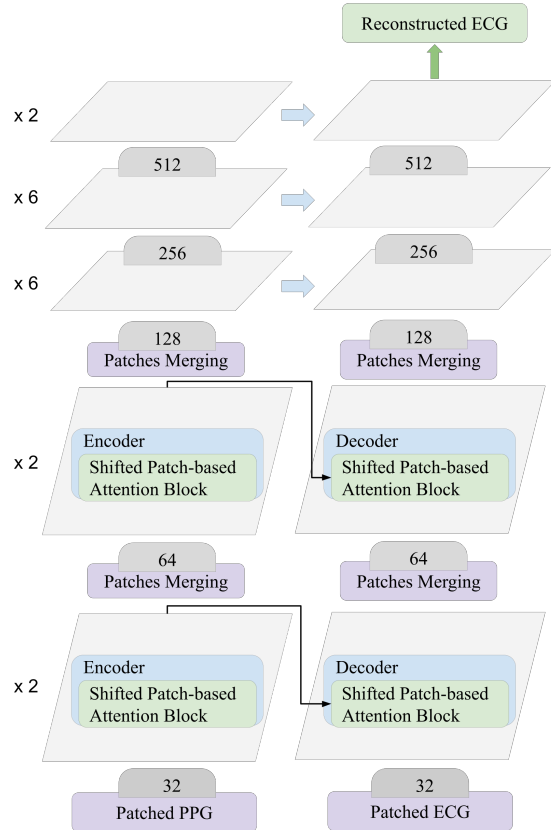 Reconstructed ECG
x 2
512 512
x 6
256 256
x 6
128 128
Patches Merging Patches Merging
Encoder Decoder
Shifted Patch-based Shifted Patch-based
x 2
Attention Block Attention Block
64 64
Patches Merging Patches Merging
Encoder Decoder
x 2
Shifted Patch-based Shifted Patch-based
Attention Block Attention Block
32 32
Patched PPG Patched ECG